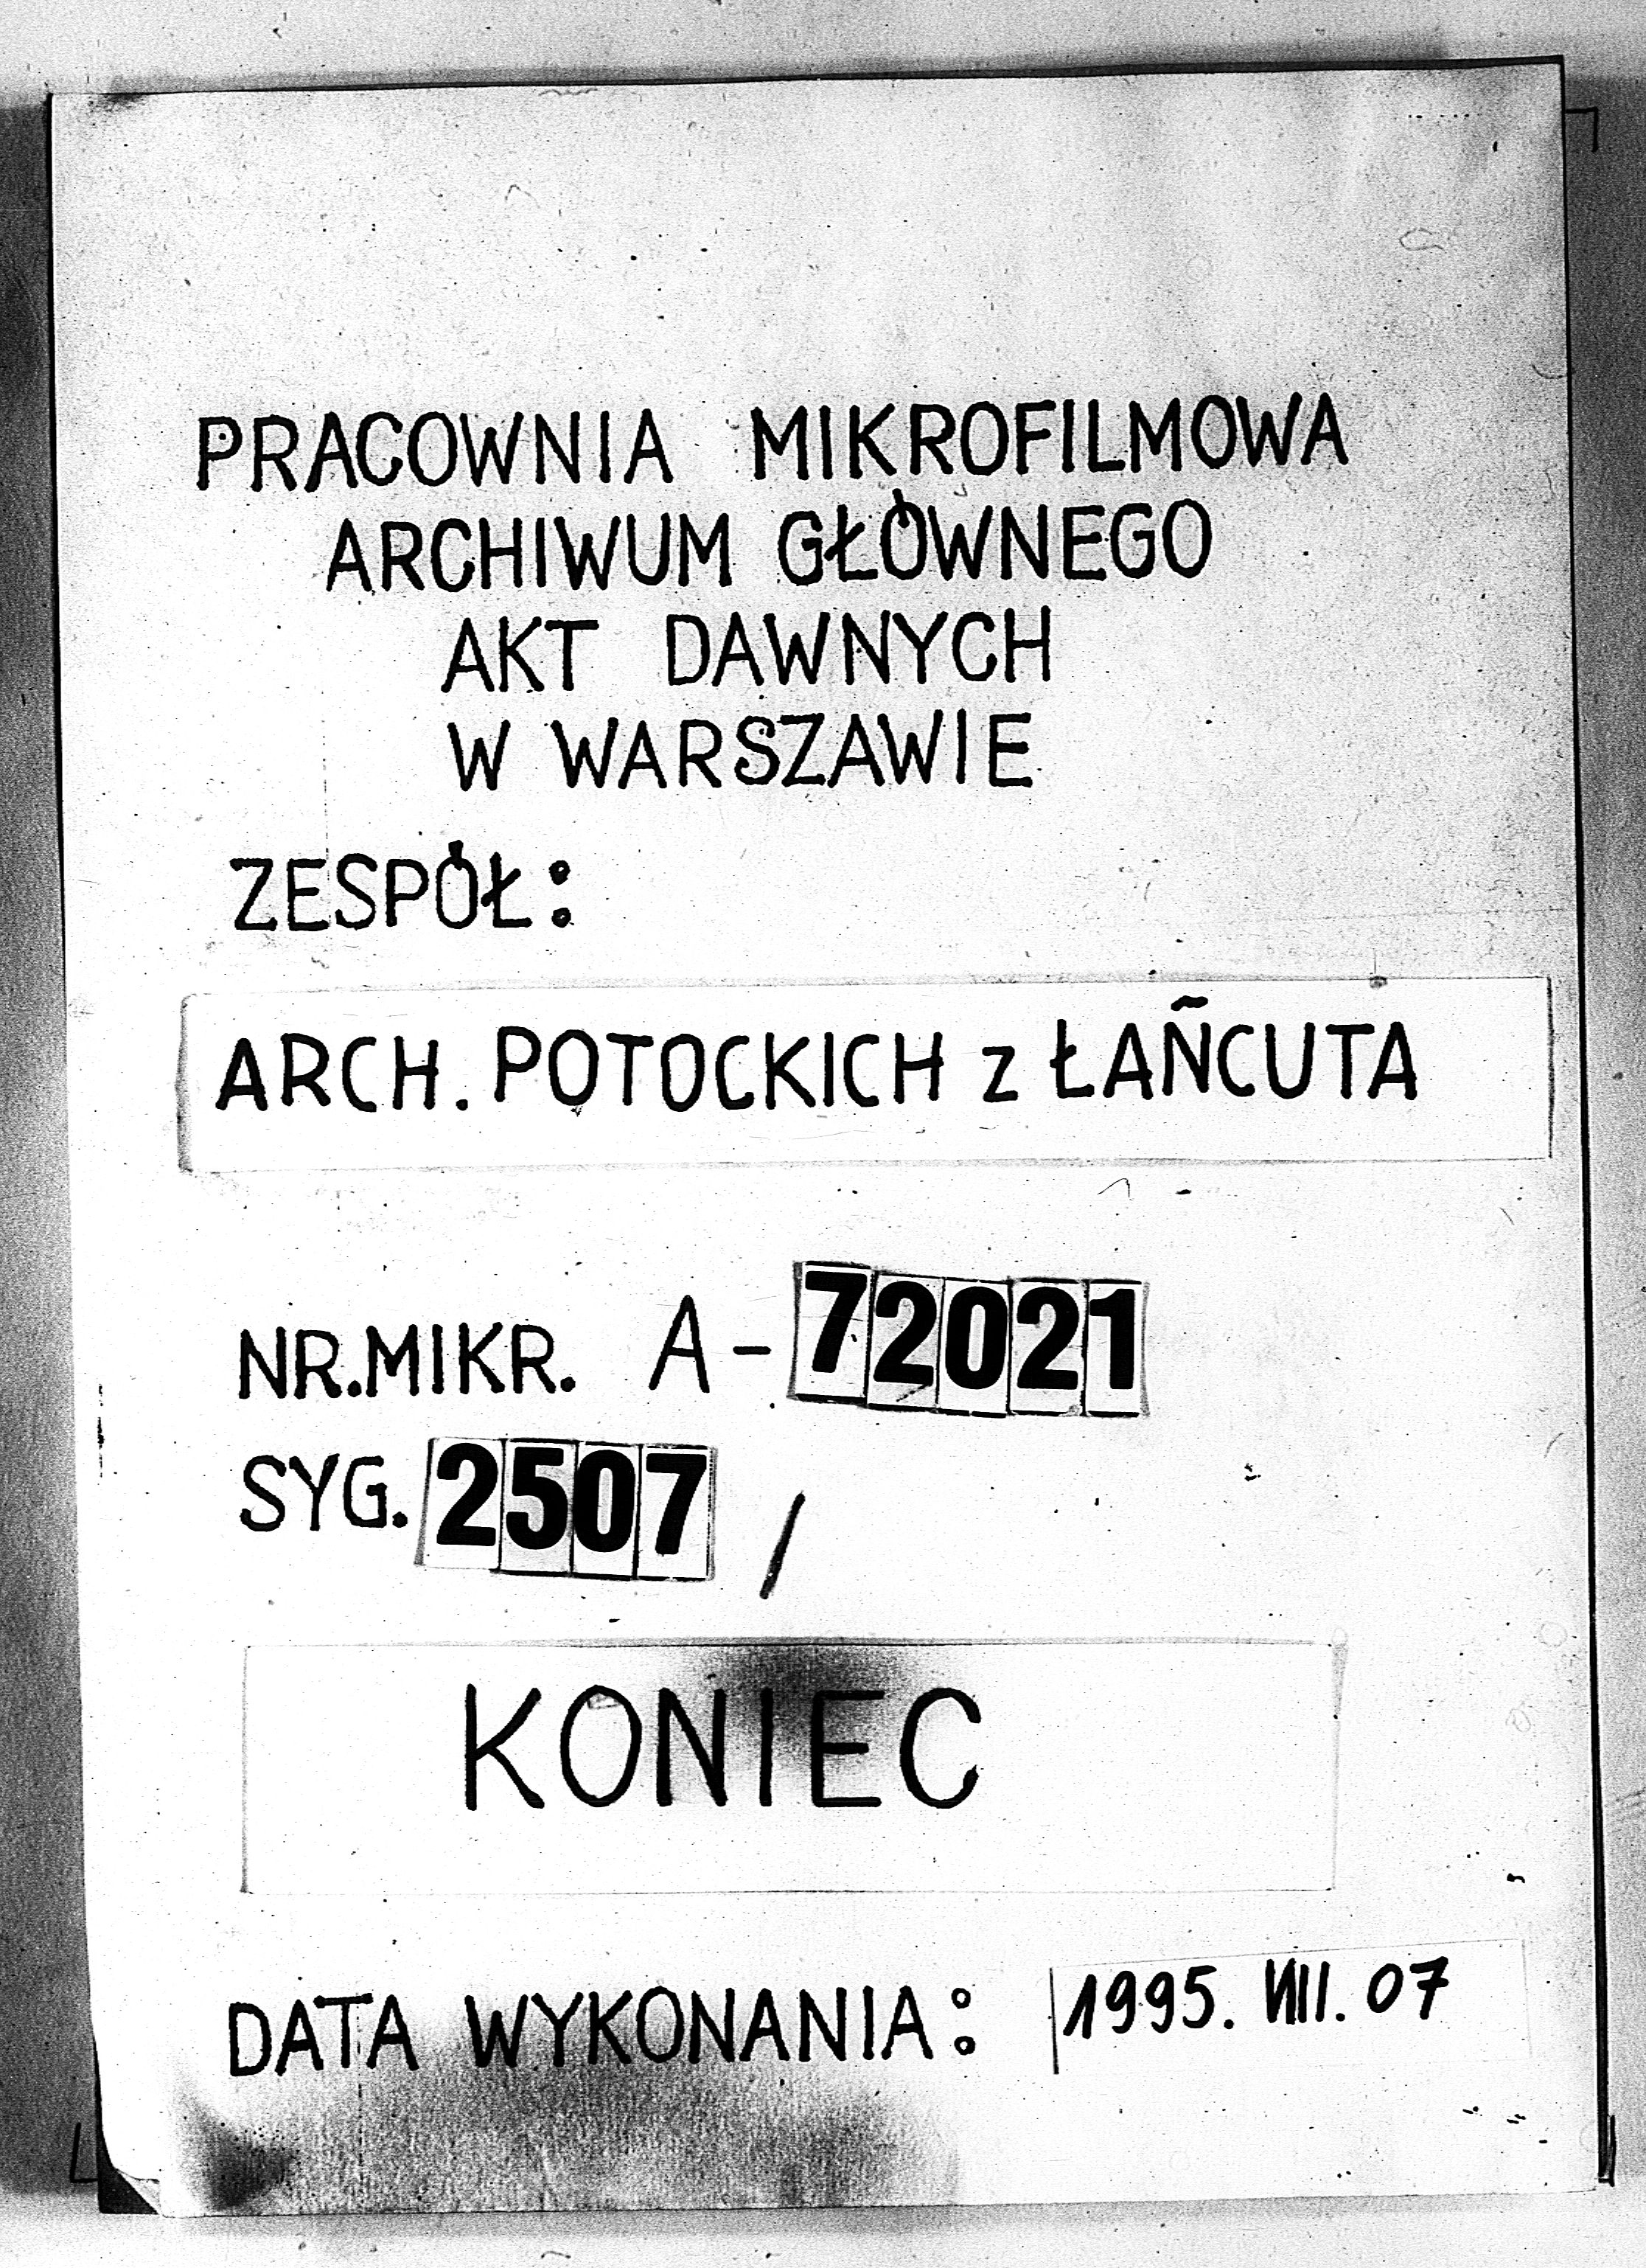 PRACOWNIA MIKROFILMOWA
ARCHIWUM GŁÓWNEGO
AKT DAWNYCH
W WARSZAWIE
ZESPÓŁ:
ARCH. POTOCKICH z ŁAŃCUTA
NR.MIKR. A-72021
SYG. 2507 /
KONIEC
DATA WYKONANIA: 1995. VIII. 07